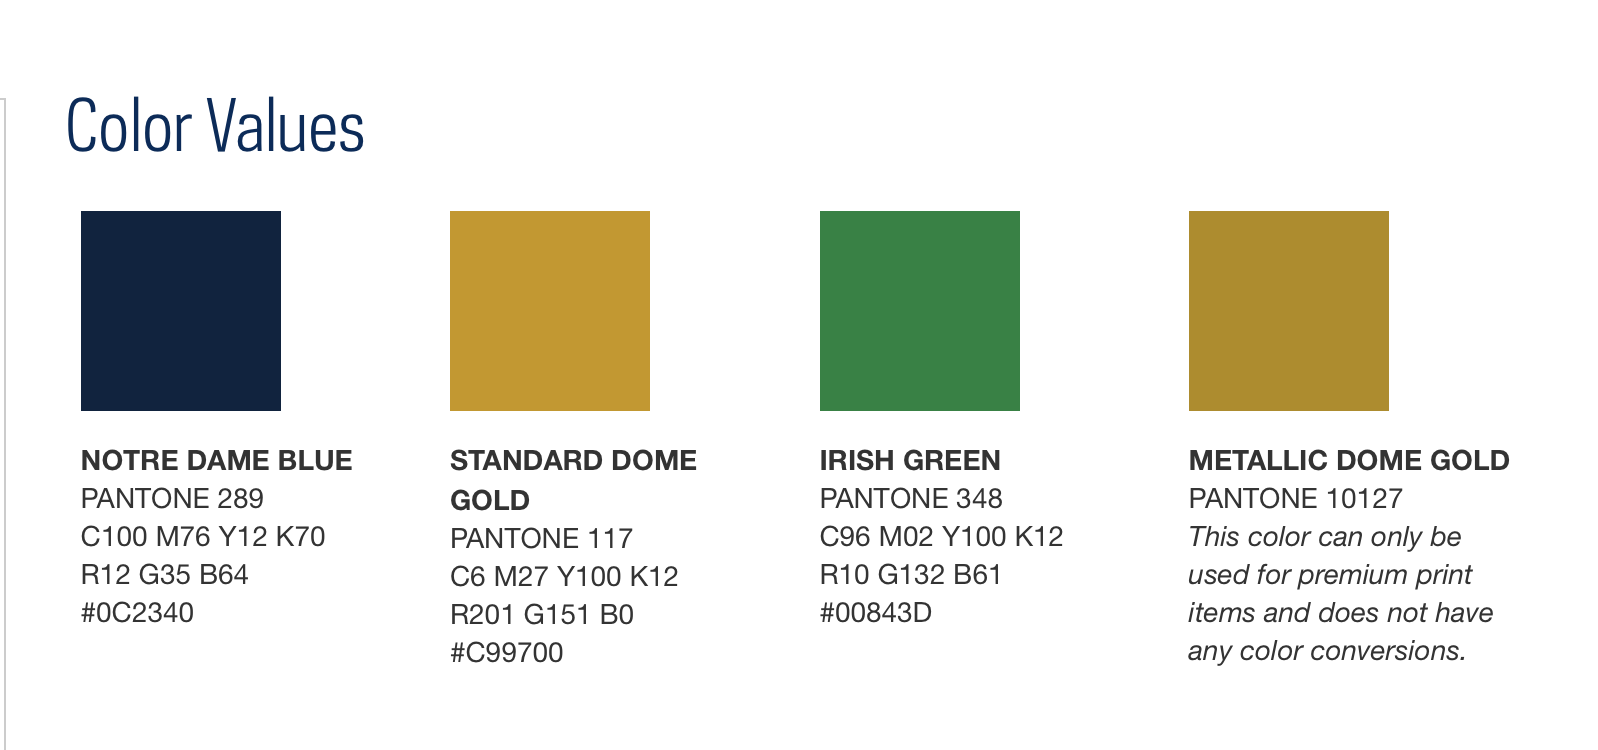 Color Values
NOTRE DAME BLUE
PANTONE 289
C100 M76 Y12 K70
R12 G35 B64
#0C2340
STANDARD DOME
GOLD
PANTONE 117
C6 M27 Y100 K12
R201 G151 B0
#C99700
IRISH GREEN
PANTONE 348
C96 M02 Y100 K12
R10 G132 B61
#00843D
METALLIC DOME GOLD
PANTONE 10127
This color can only be
used for premium print
items and does not have
any color conversions.